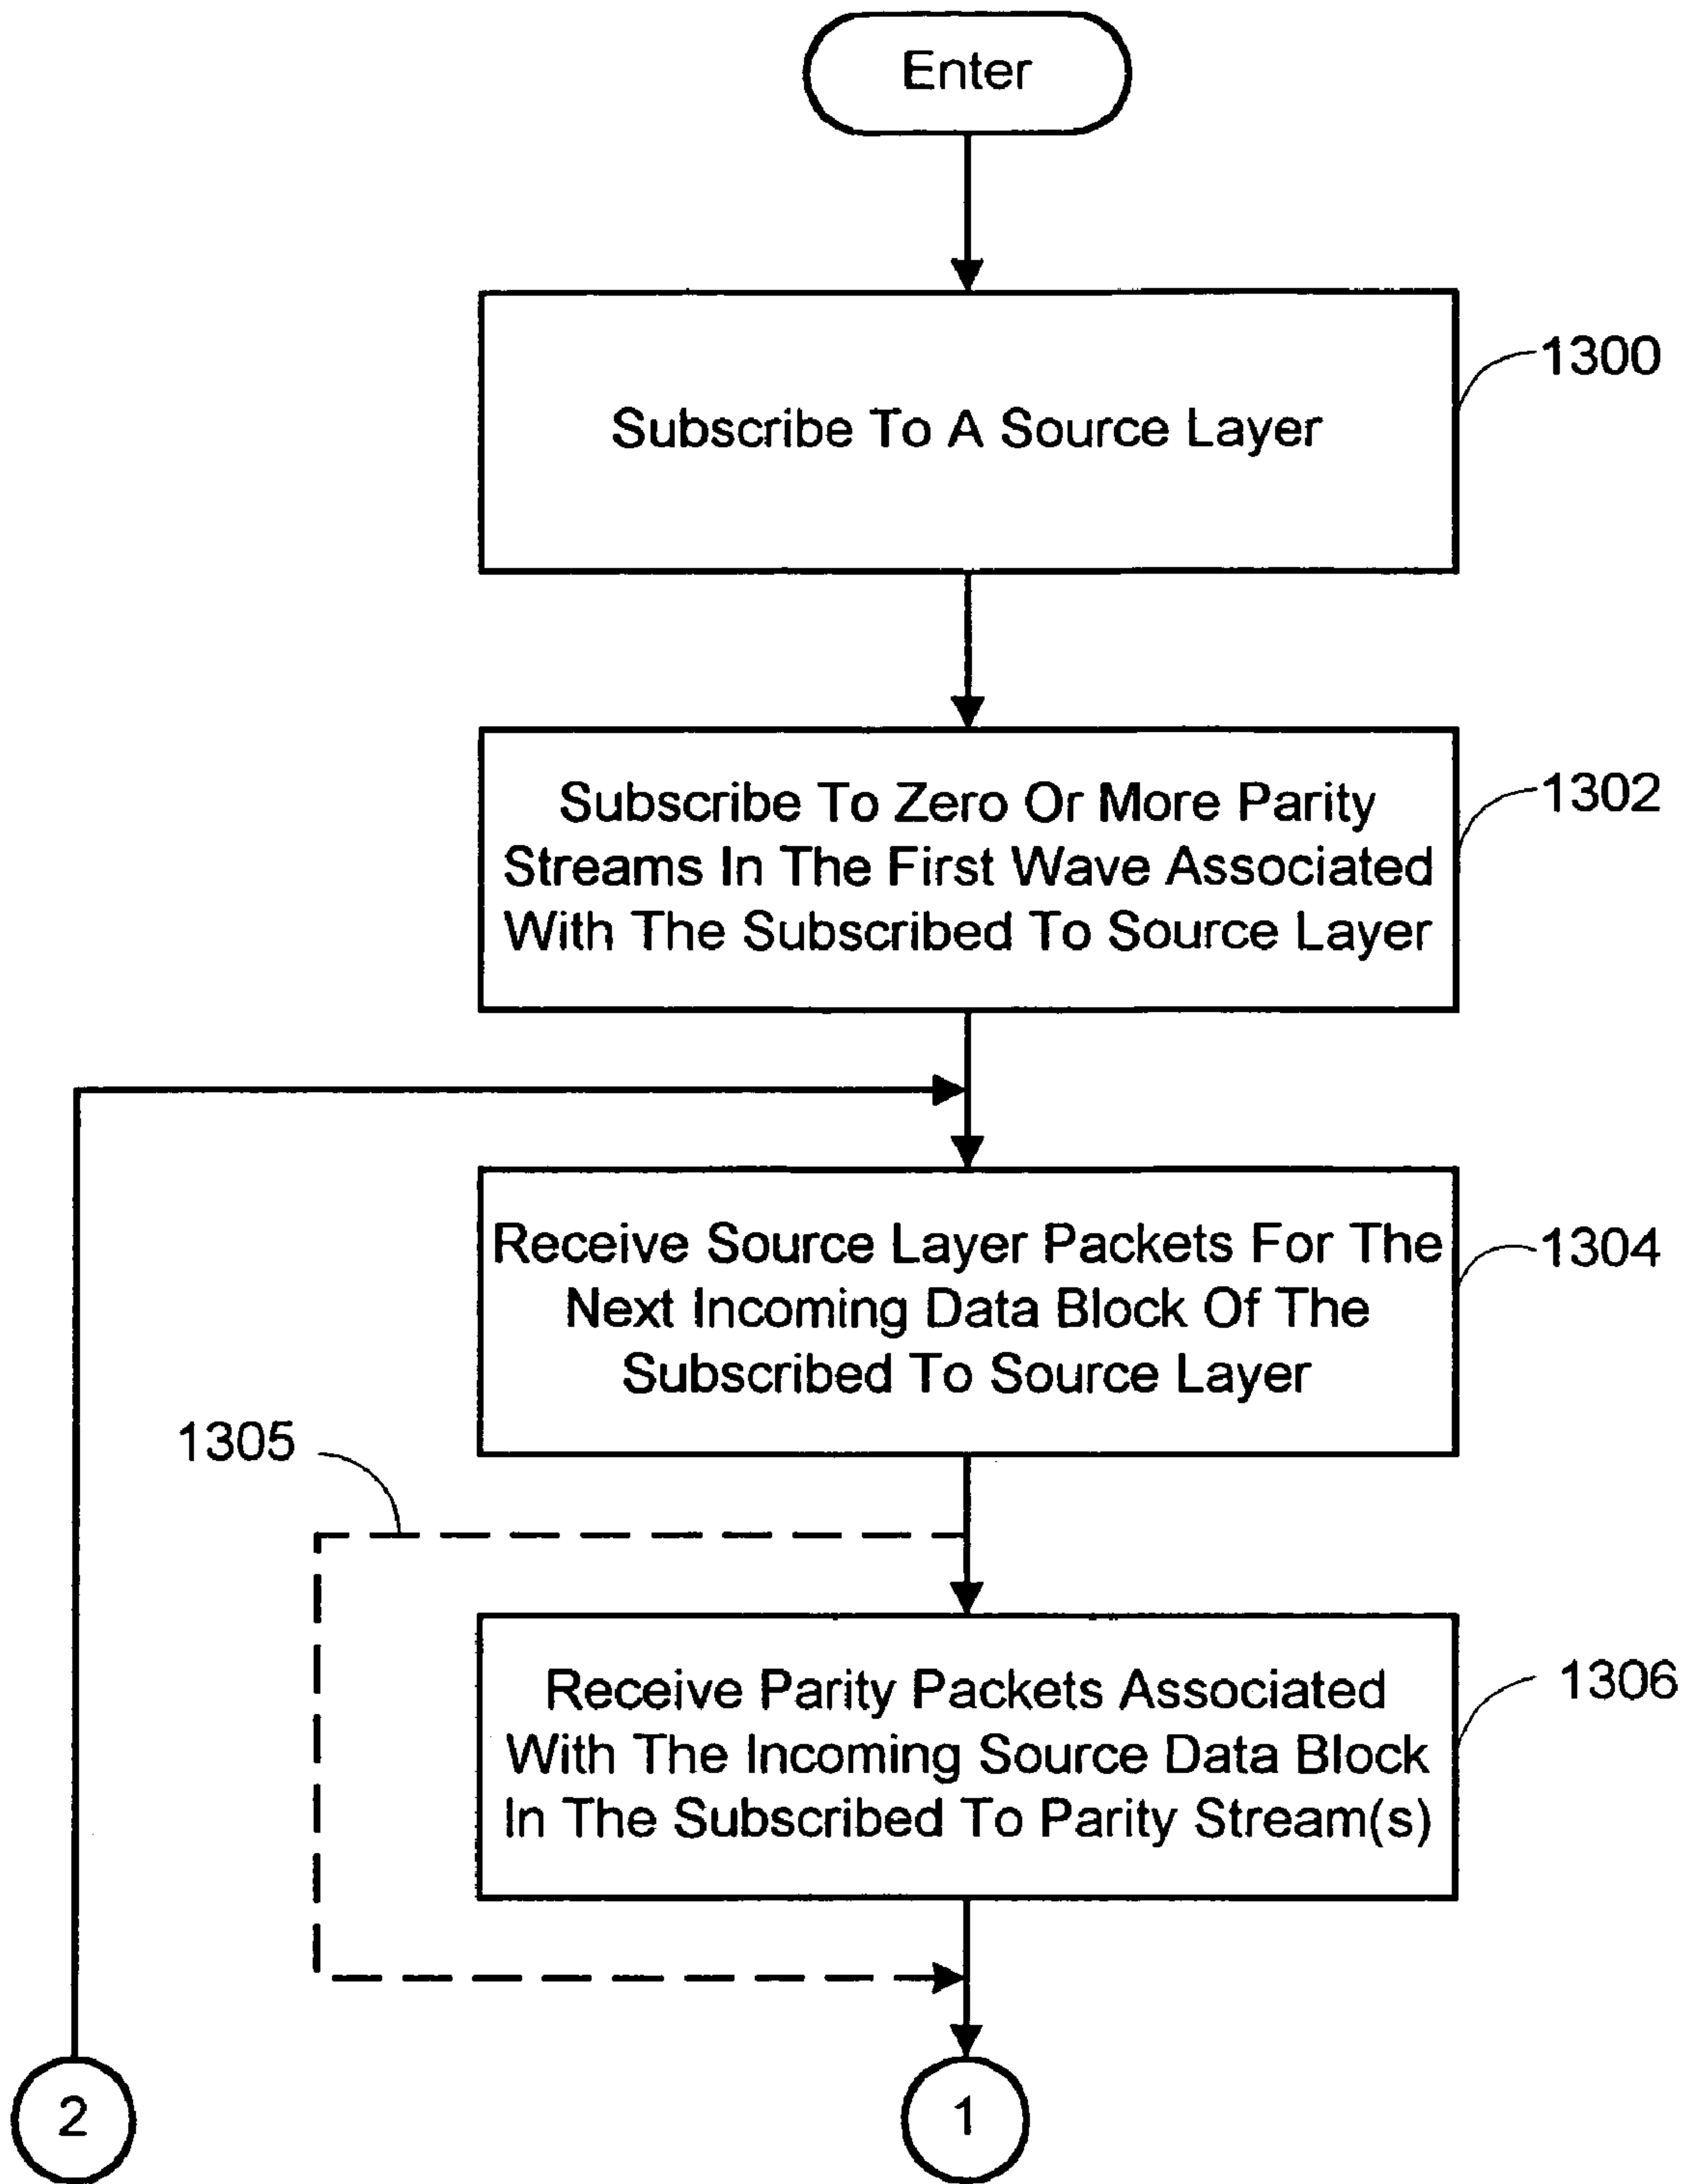 Enter
Subscribe To A Source Layer
1300
Subscribe To Zero Or More Parity
Streams In The First Wave Associated
With The Subscribed To Source Layer
1302
Receive Source Layer Packets For The
Next Incoming Data Block Of The
Subscribed To Source Layer
1304
1305
Receive Parity Packets Associated
With The Incoming Source Data Block
In The Subscribed To Parity Stream(s)
1306
2
1